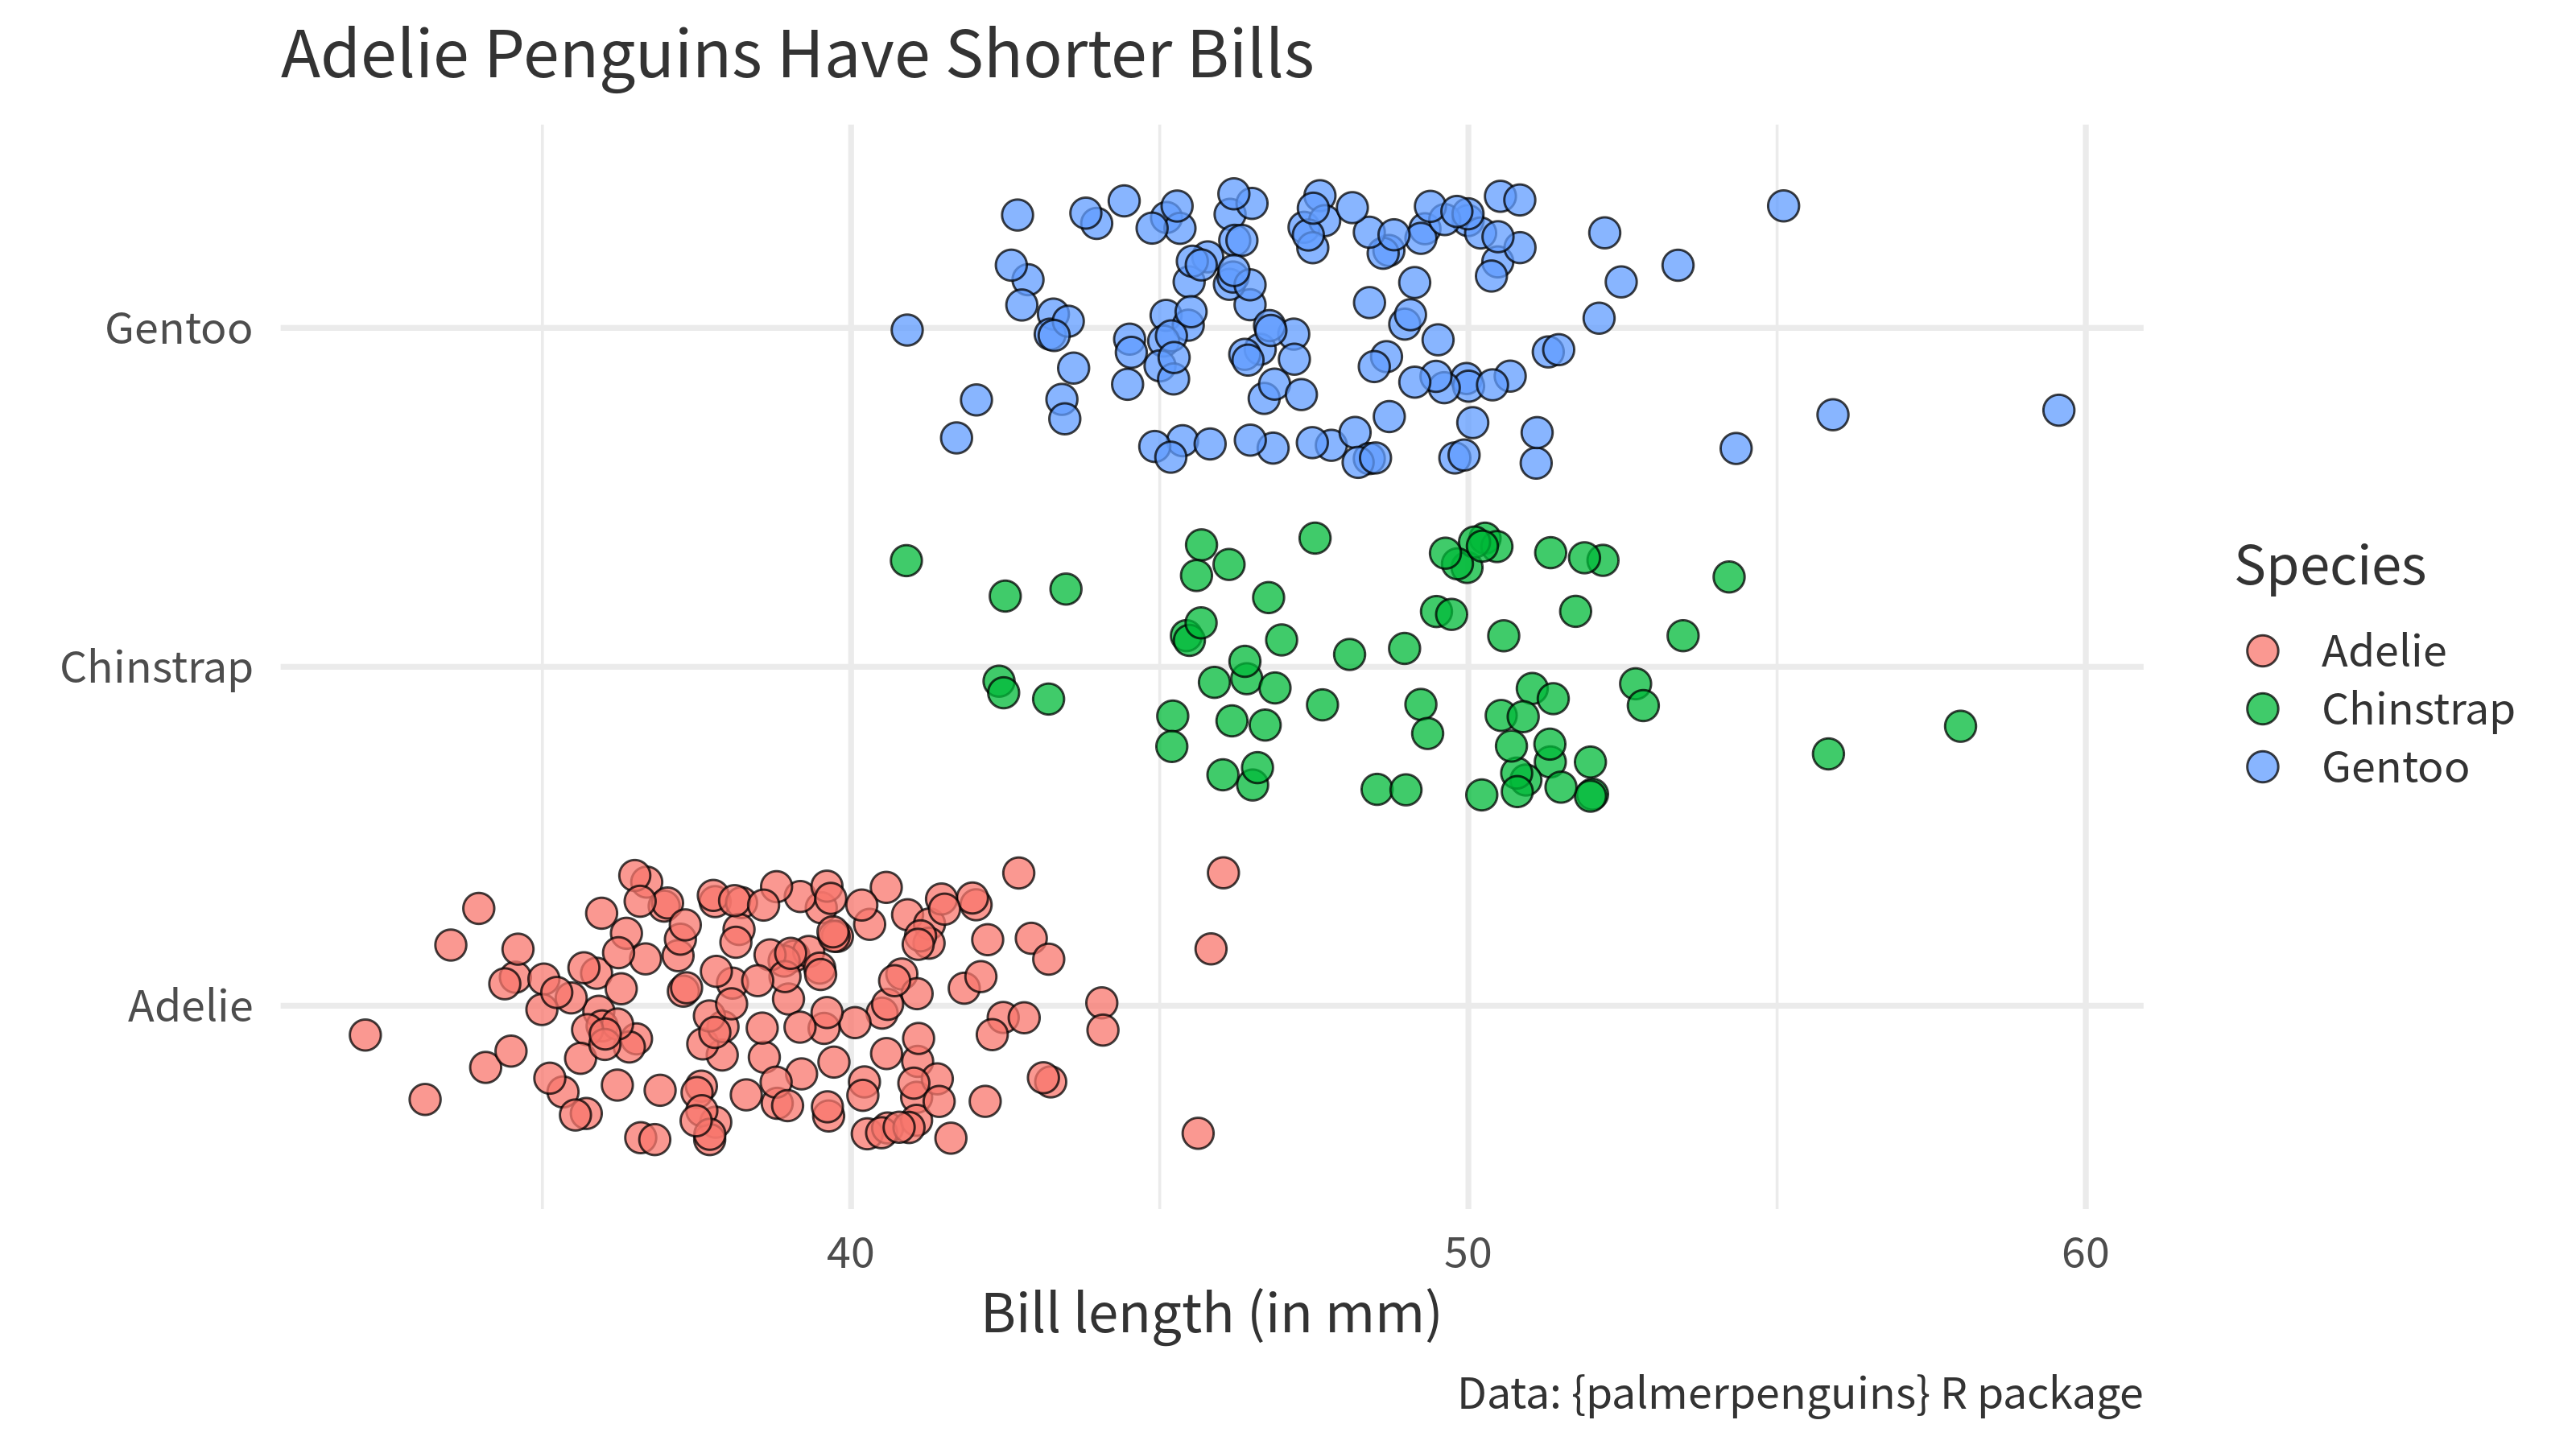 Adelie Penguins Have Shorter Bills
Gentoo
Chinstrap
Adelie
40
50
60
Bill length (in mm)
Species
Adelie
Chinstrap
Gentoo
Data: {palmerpenguins} R package